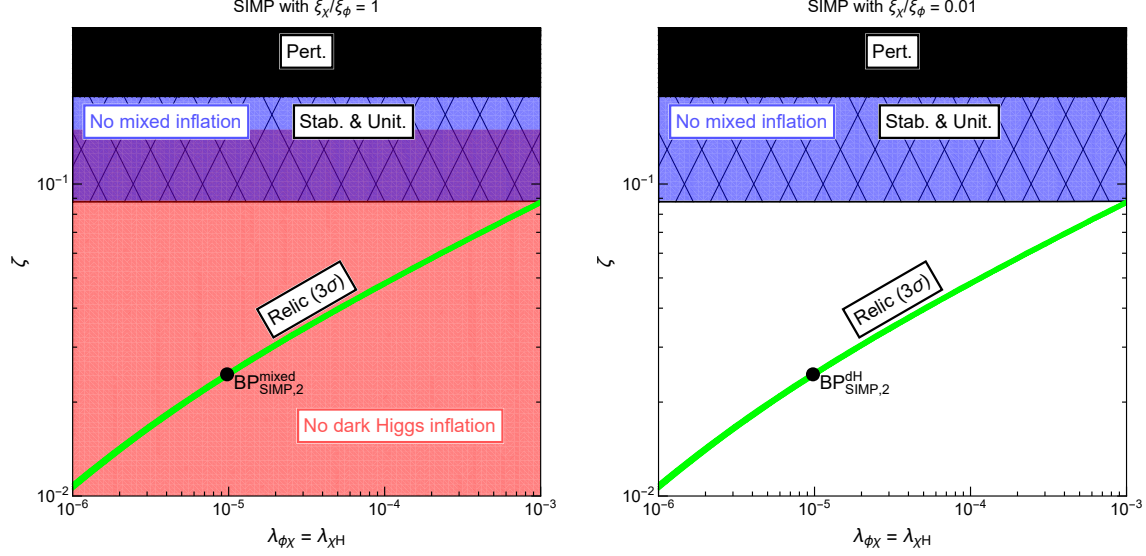 SIMP with ξχ/ξϕ = 1
Pert.
No mixed inflation
Stab. & Unit.
10⁻¹
ζ
Relic (3σ)
BP^mixed_SIMP,2
No dark Higgs inflation
10⁻²
10⁻⁶ 10⁻⁵ 10⁻⁴ 10⁻³
λϕχ = λχH
SIMP with ξχ/ξϕ = 0.01
Pert.
No mixed inflation
Stab. & Unit.
10⁻¹
ζ
Relic (3σ)
BP^dH_SIMP,2
10⁻²
10⁻⁶ 10⁻⁵ 10⁻⁴ 10⁻³
λϕχ = λχH